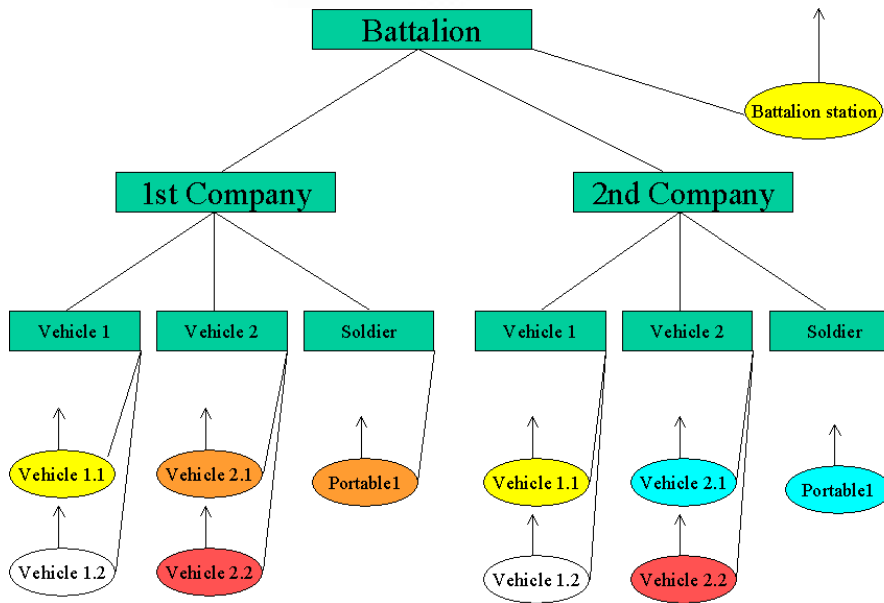 Battalion
Battalion station
1st Company
2nd Company
Vehicle 1
Vehicle 2
Soldier
Vehicle 1
Vehicle 2
Soldier
Vehicle 1.1
Vehicle 2.1
Portable1
Vehicle 1.1
Vehicle 2.1
Portable1
Vehicle 1.2
Vehicle 2.2
Vehicle 1.2
Vehicle 2.2